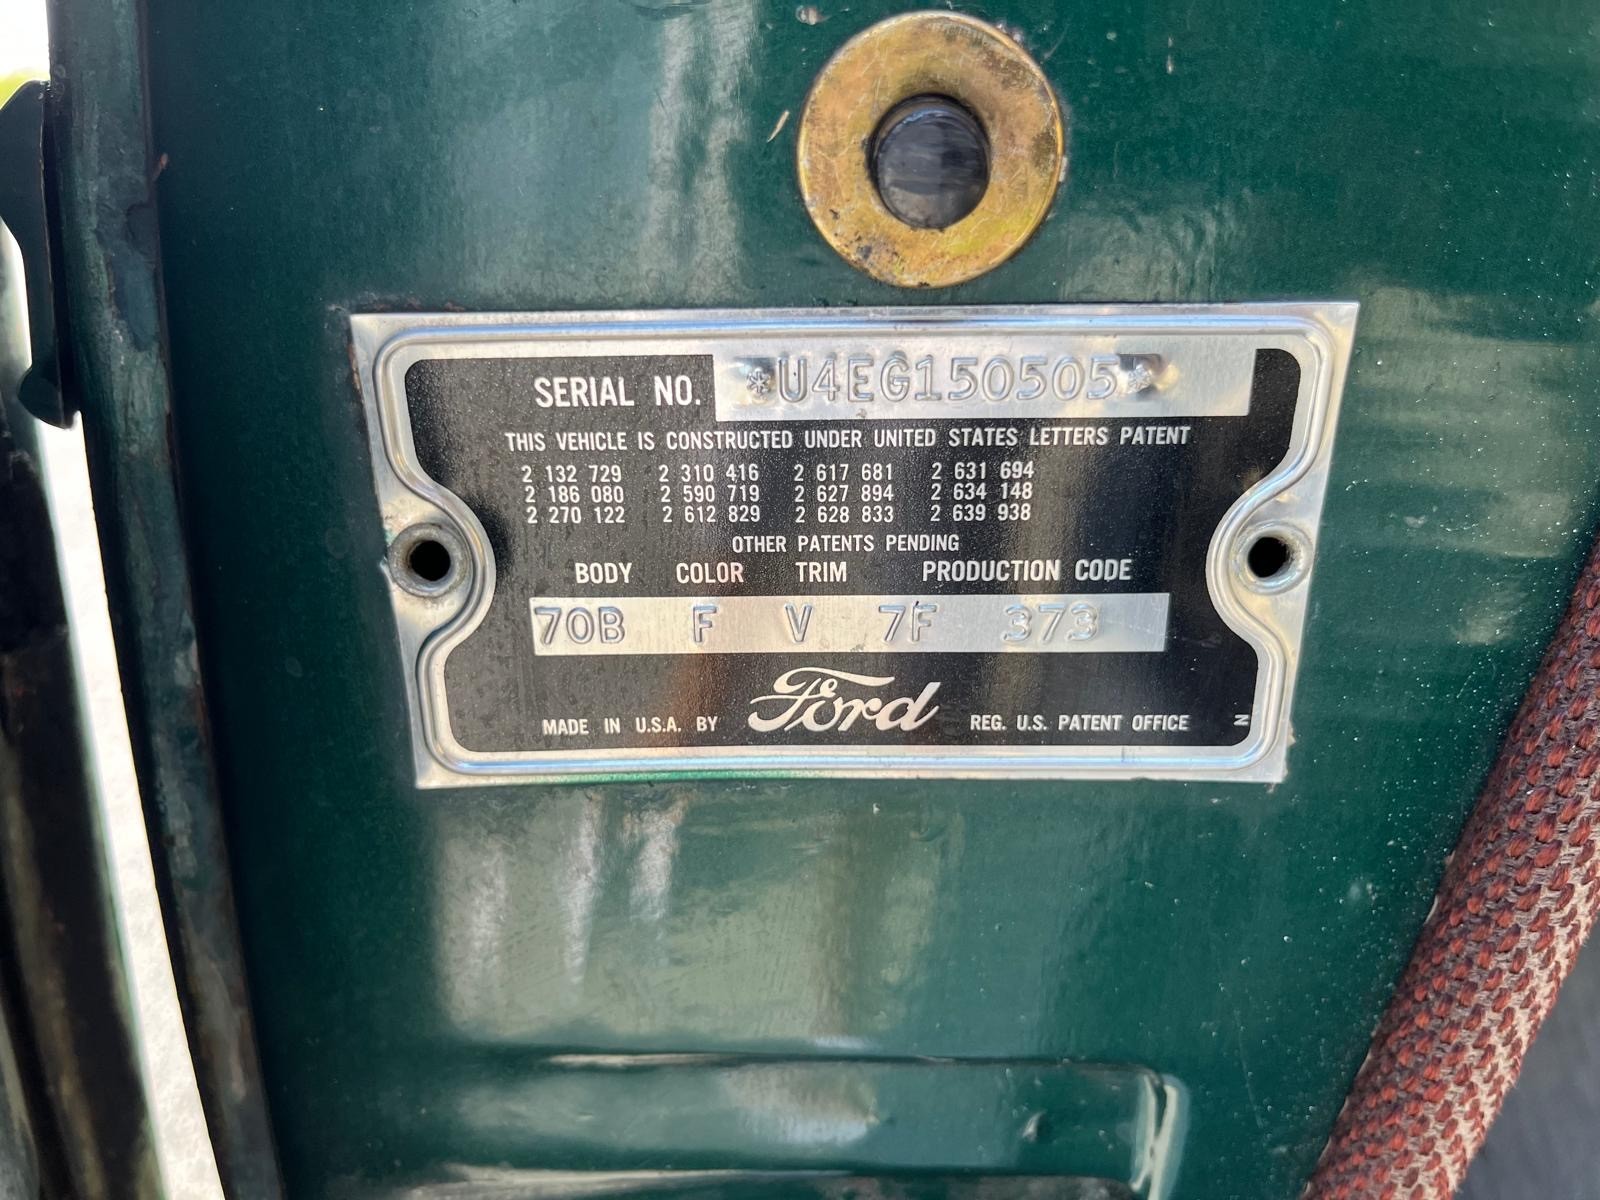 SERIAL NO. *U4EG150505*
THIS VEHICLE IS CONSTRUCTED UNDER UNITED STATES LETTERS PATENT
2 132 729 2 310 416 2 617 681 2 631 694
2 186 080 2 590 719 2 627 894 2 634 148
2 270 122 2 612 829 2 628 833 2 639 938
OTHER PATENTS PENDING
BODY COLOR TRIM PRODUCTION CODE
70B F V 7F 373
MADE IN U.S.A. BY Ford REG. U.S. PATENT OFFICE N